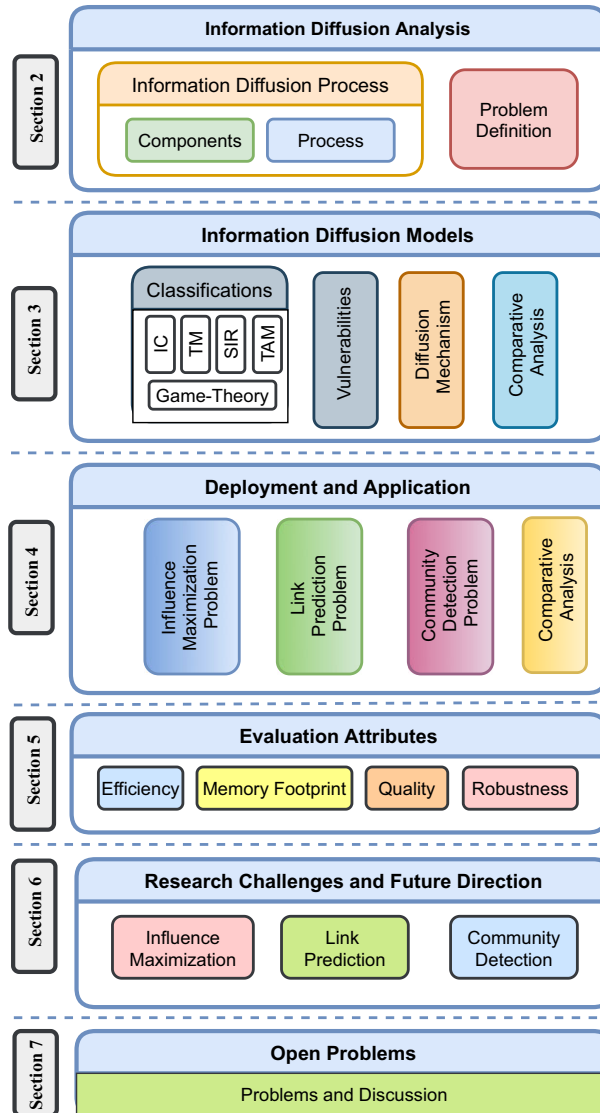 Section 2
Information Diffusion Analysis
Information Diffusion Process
Components
Process
Problem
Definition
Section 3
Information Diffusion Models
Classifications
IC
TM
SIR
TAM
Game-Theory
Vulnerabilities
Diffusion
Mechanism
Comparative
Analysis
Section 4
Deployment and Application
Influence
Maximization
Problem
Link
Prediction
Problem
Community
Detection
Problem
Comparative
Analysis
Section 5
Evaluation Attributes
Efficiency
Memory Footprint
Quality
Robustness
Section 6
Research Challenges and Future Direction
Influence
Maximization
Link
Prediction
Community
Detection
Section 7
Open Problems
Problems and Discussion